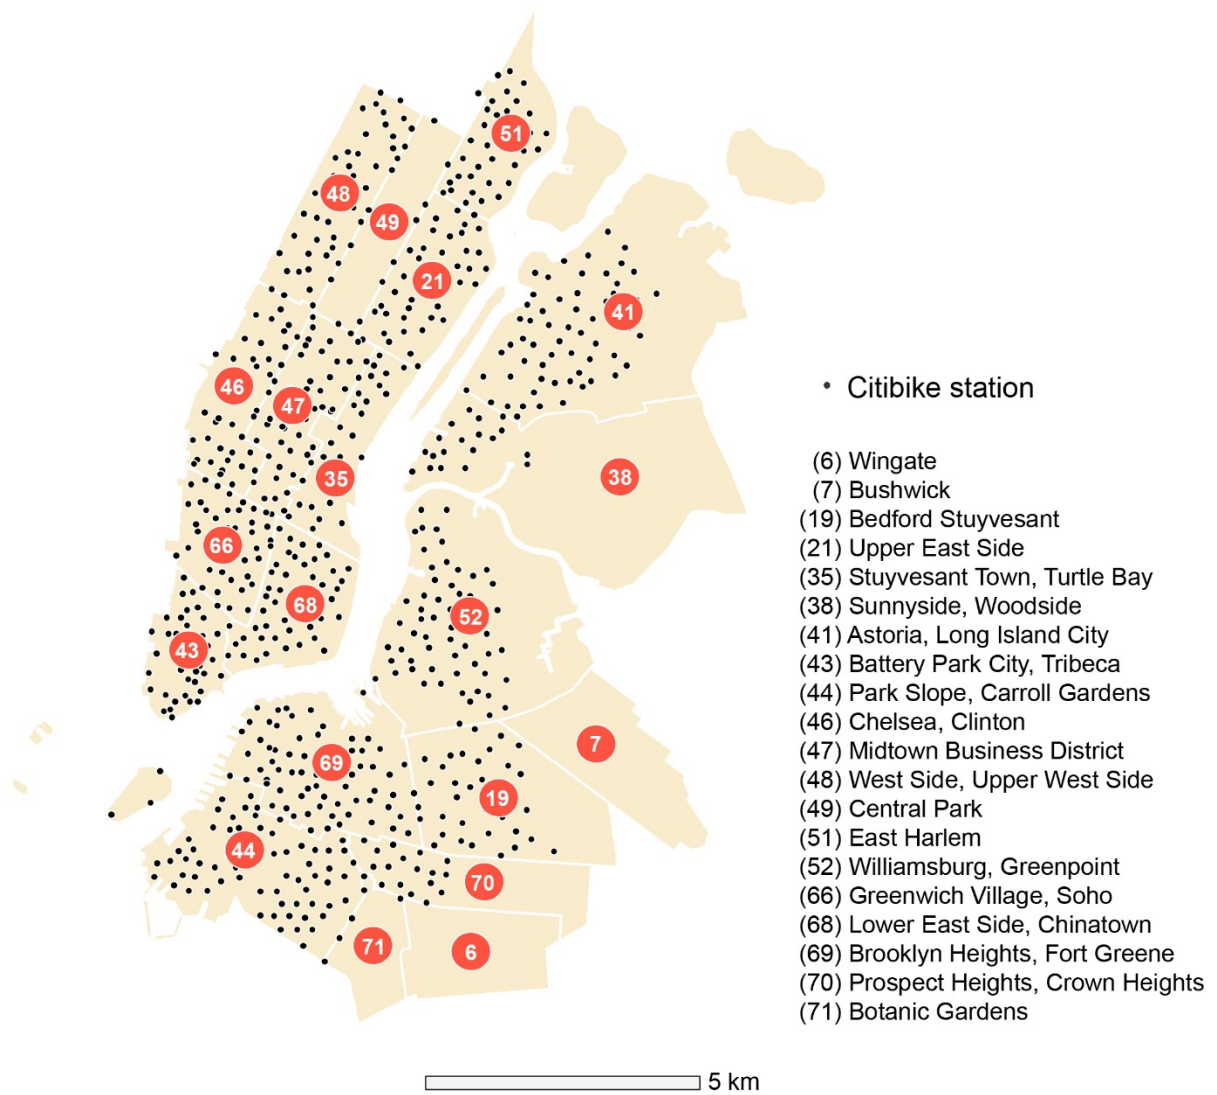 51
48
49
21
41
46
47
35
38
66
68
52
43
7
69
19
44
70
71
6
Citibike station
(6) Wingate
(7) Bushwick
(19) Bedford Stuyvesant
(21) Upper East Side
(35) Stuyvesant Town, Turtle Bay
(38) Sunnyside, Woodside
(41) Astoria, Long Island City
(43) Battery Park City, Tribeca
(44) Park Slope, Carroll Gardens
(46) Chelsea, Clinton
(47) Midtown Business District
(48) West Side, Upper West Side
(49) Central Park
(51) East Harlem
(52) Williamsburg, Greenpoint
(66) Greenwich Village, Soho
(68) Lower East Side, Chinatown
(69) Brooklyn Heights, Fort Greene
(70) Prospect Heights, Crown Heights
(71) Botanic Gardens
5 km